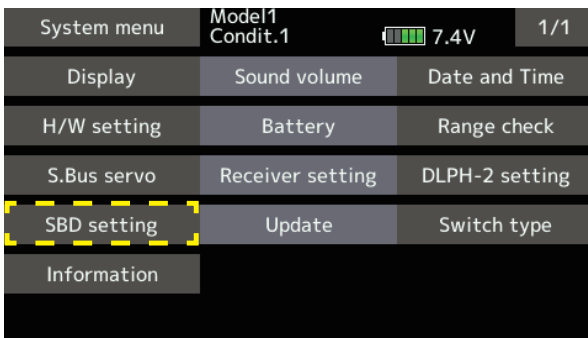 System menu
Model1
Condit.1
7.4V
1/1
Display
Sound volume
Date and Time
H/W setting
Battery
Range check
S.Bus servo
Receiver setting
DLPH-2 setting
SBD setting
Update
Switch type
Information